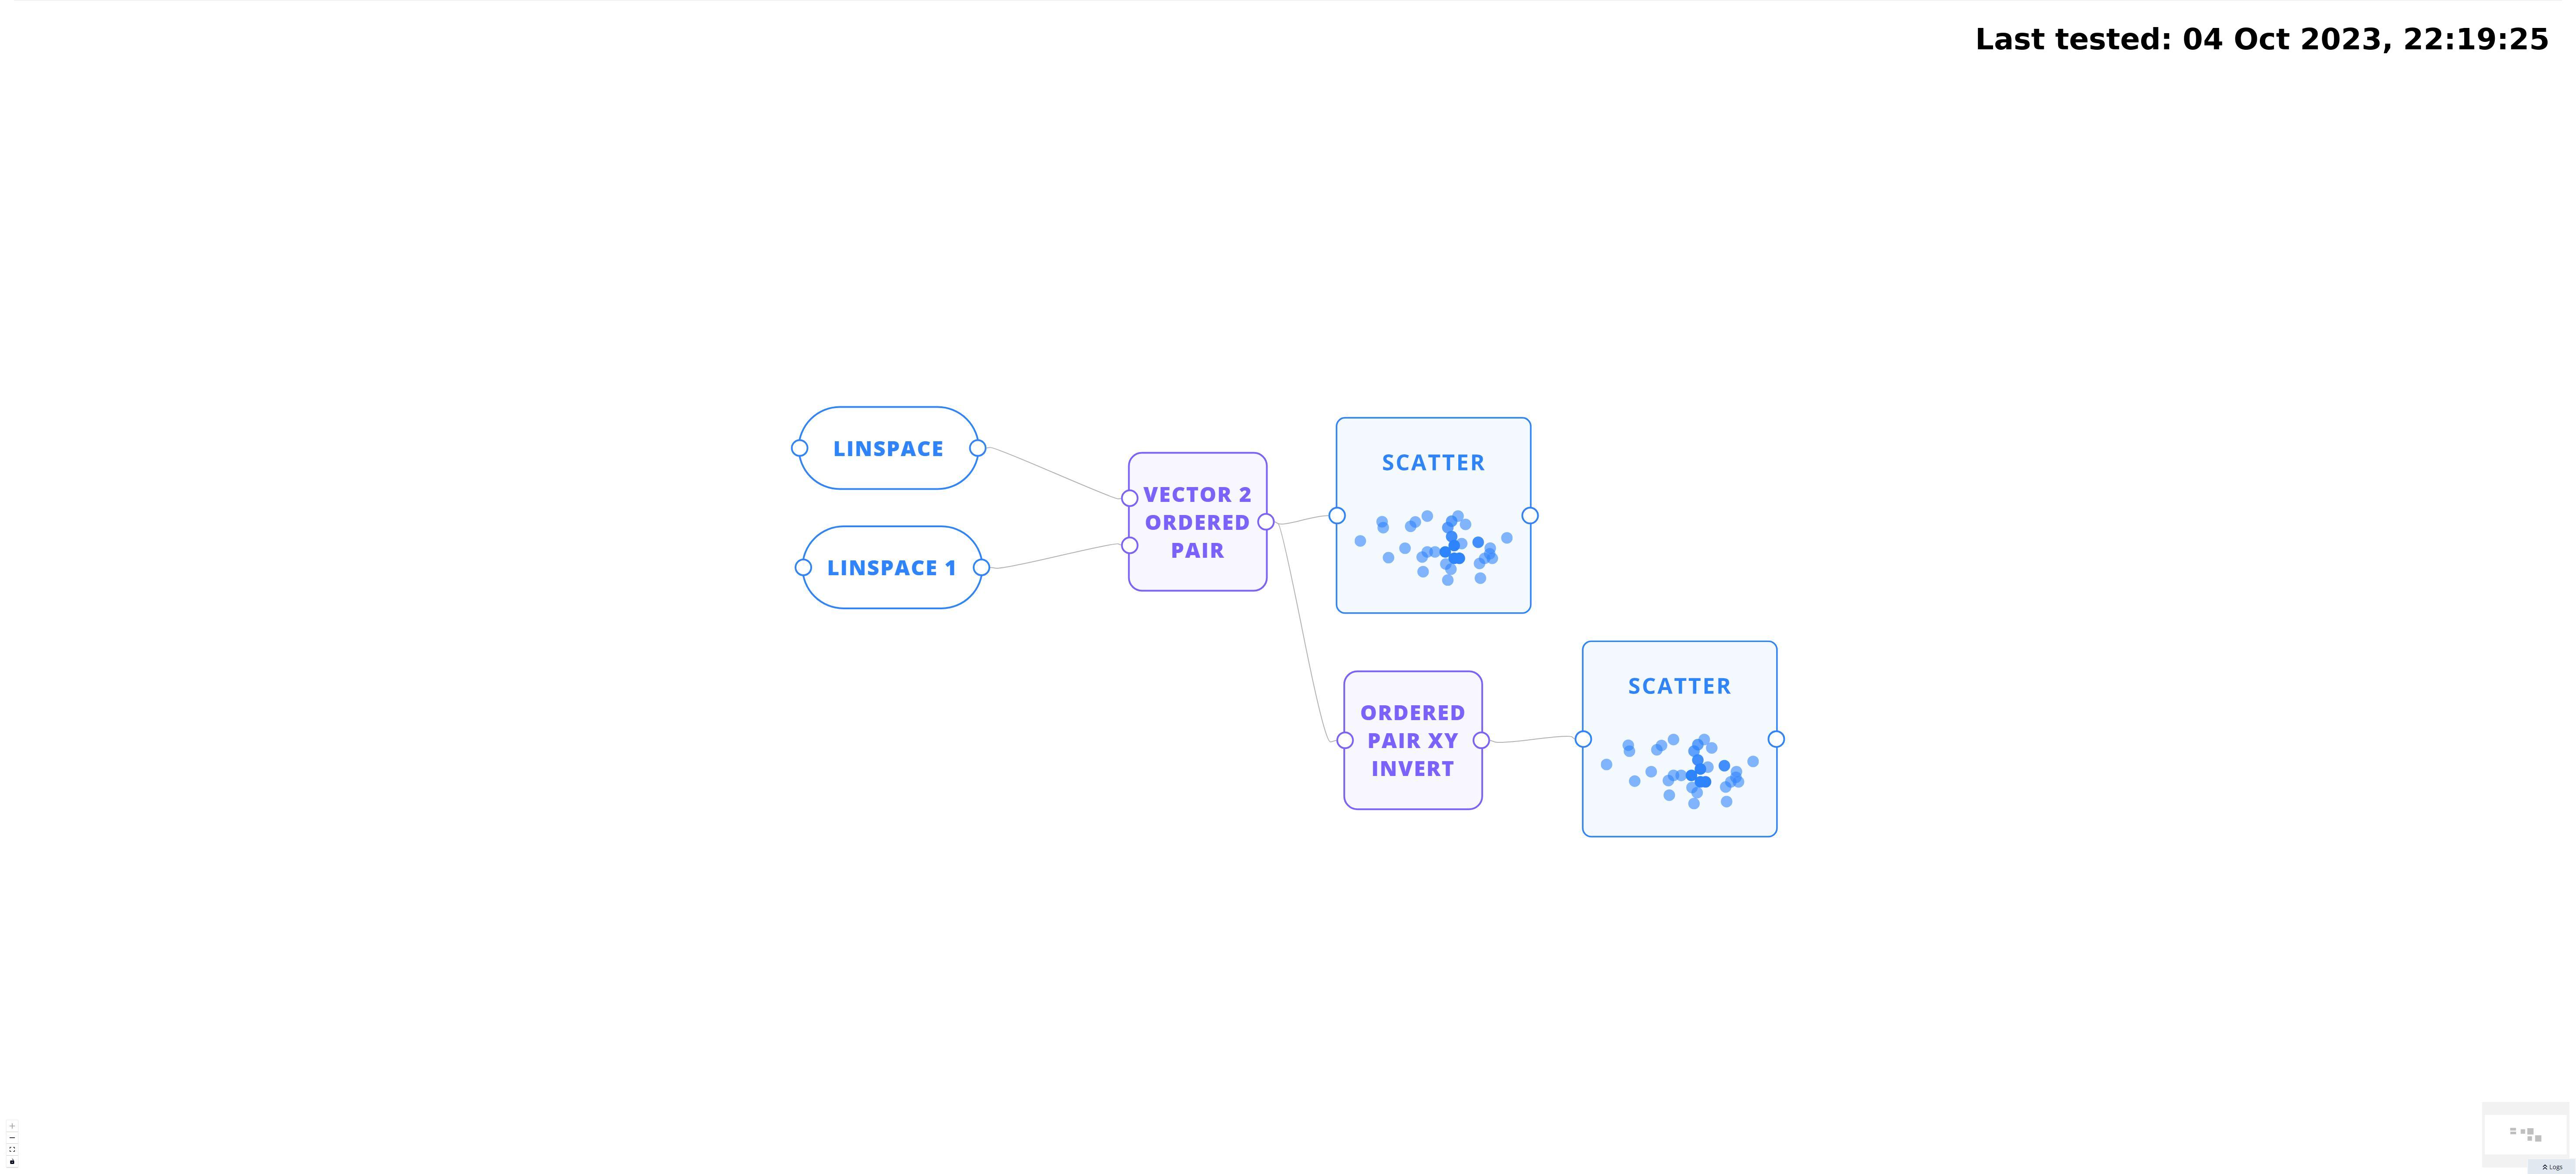 Last tested: 04 Oct 2023, 22:19:25
LINSPACE
LINSPACE 1
VECTOR 2
ORDERED
PAIR
SCATTER
ORDERED
PAIR XY
INVERT
SCATTER
Logs